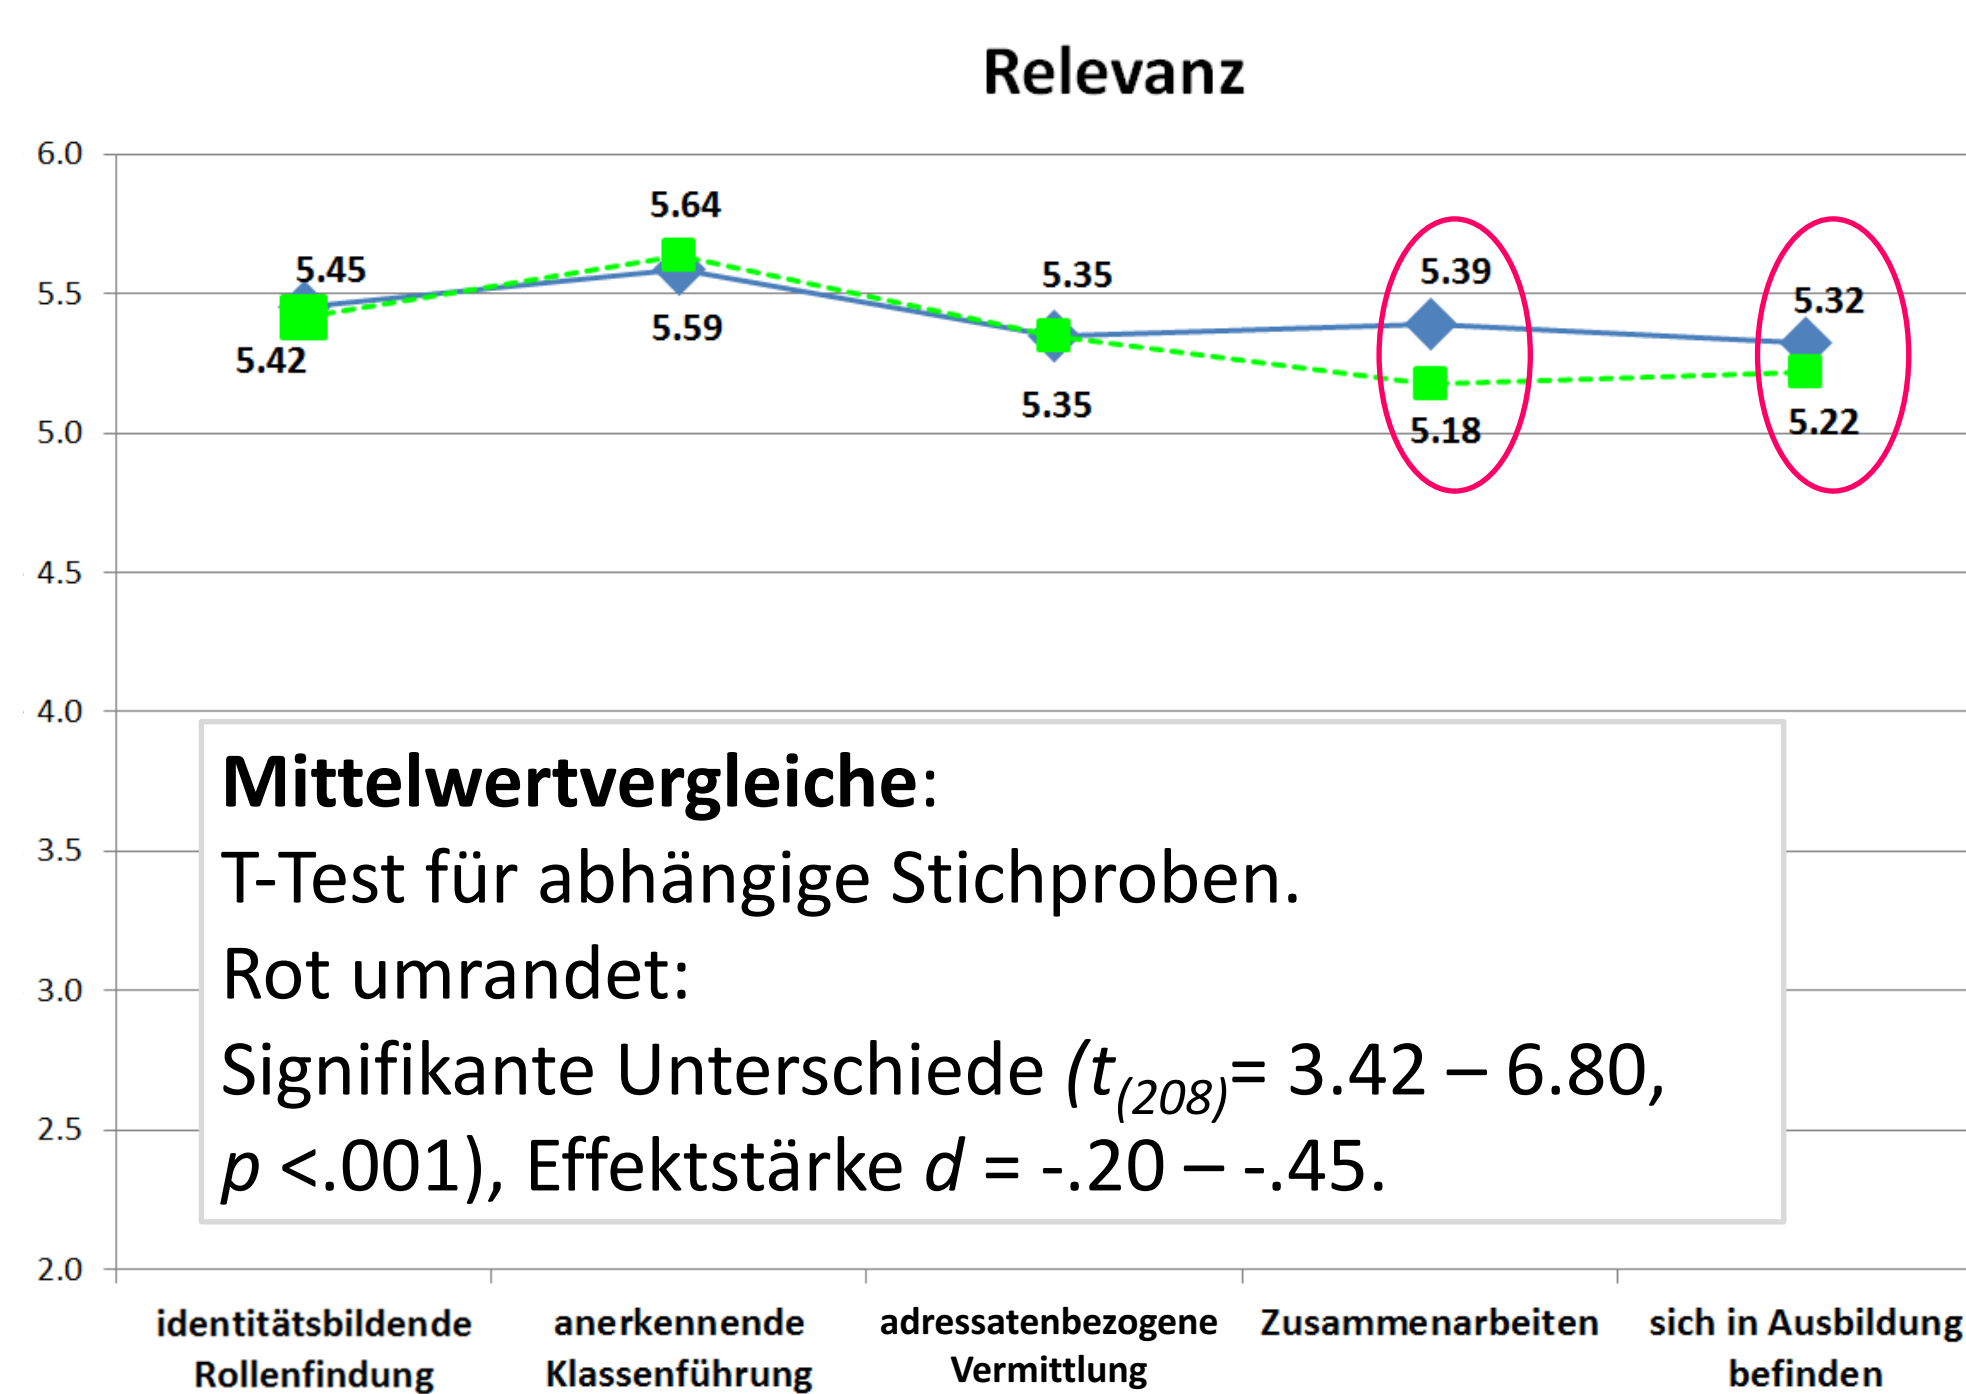 Relevanz
6.0
5.5
5.0
4.5
4.0
3.5
3.0
2.5
2.0
5.45
5.42
5.64
5.59
5.35
5.35
5.39
5.18
5.32
5.22
Mittelwertvergleiche:
T-Test für abhängige Stichproben.
Rot umrandet:
Signifikante Unterschiede (t(208)= 3.42 – 6.80,
p <.001), Effektstärke d = -.20 – -.45.
identitätsbildende
Rollenfindung
anerkennende
Klassenführung
adressatenbezogene
Vermittlung
Zusammenarbeiten
sich in Ausbildung
befinden